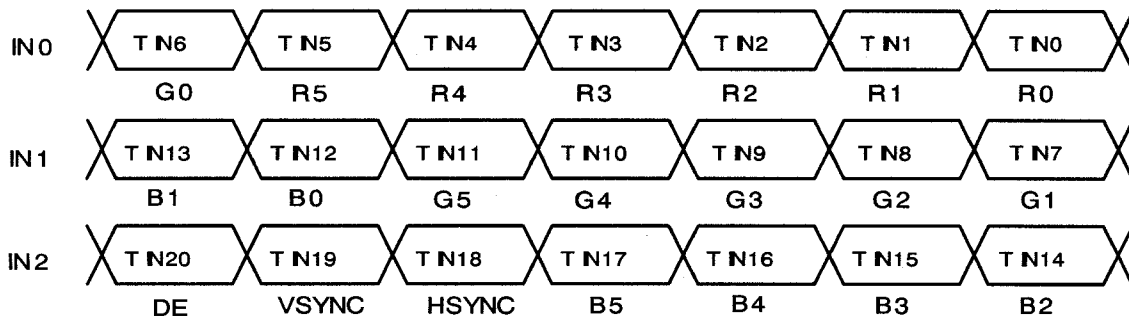 IN0 TIN6 TIN5 TIN4 TIN3 TIN2 TIN1 TIN0
G0 R5 R4 R3 R2 R1 R0
IN1 TIN13 TIN12 TIN11 TIN10 TIN9 TIN8 TIN7
B1 B0 G5 G4 G3 G2 G1
IN2 TIN20 TIN19 TIN18 TIN17 TIN16 TIN15 TIN14
DE VSYNC HSYNC B5 B4 B3 B2